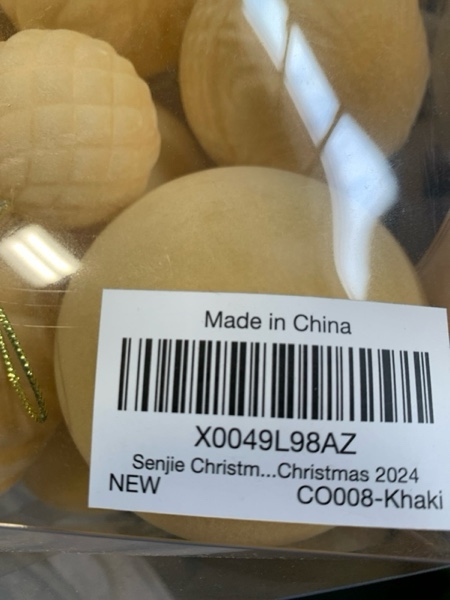 Made in China
X0049L98AZ
Senjie Christm...Christmas 2024
NEW
CO008-Khaki